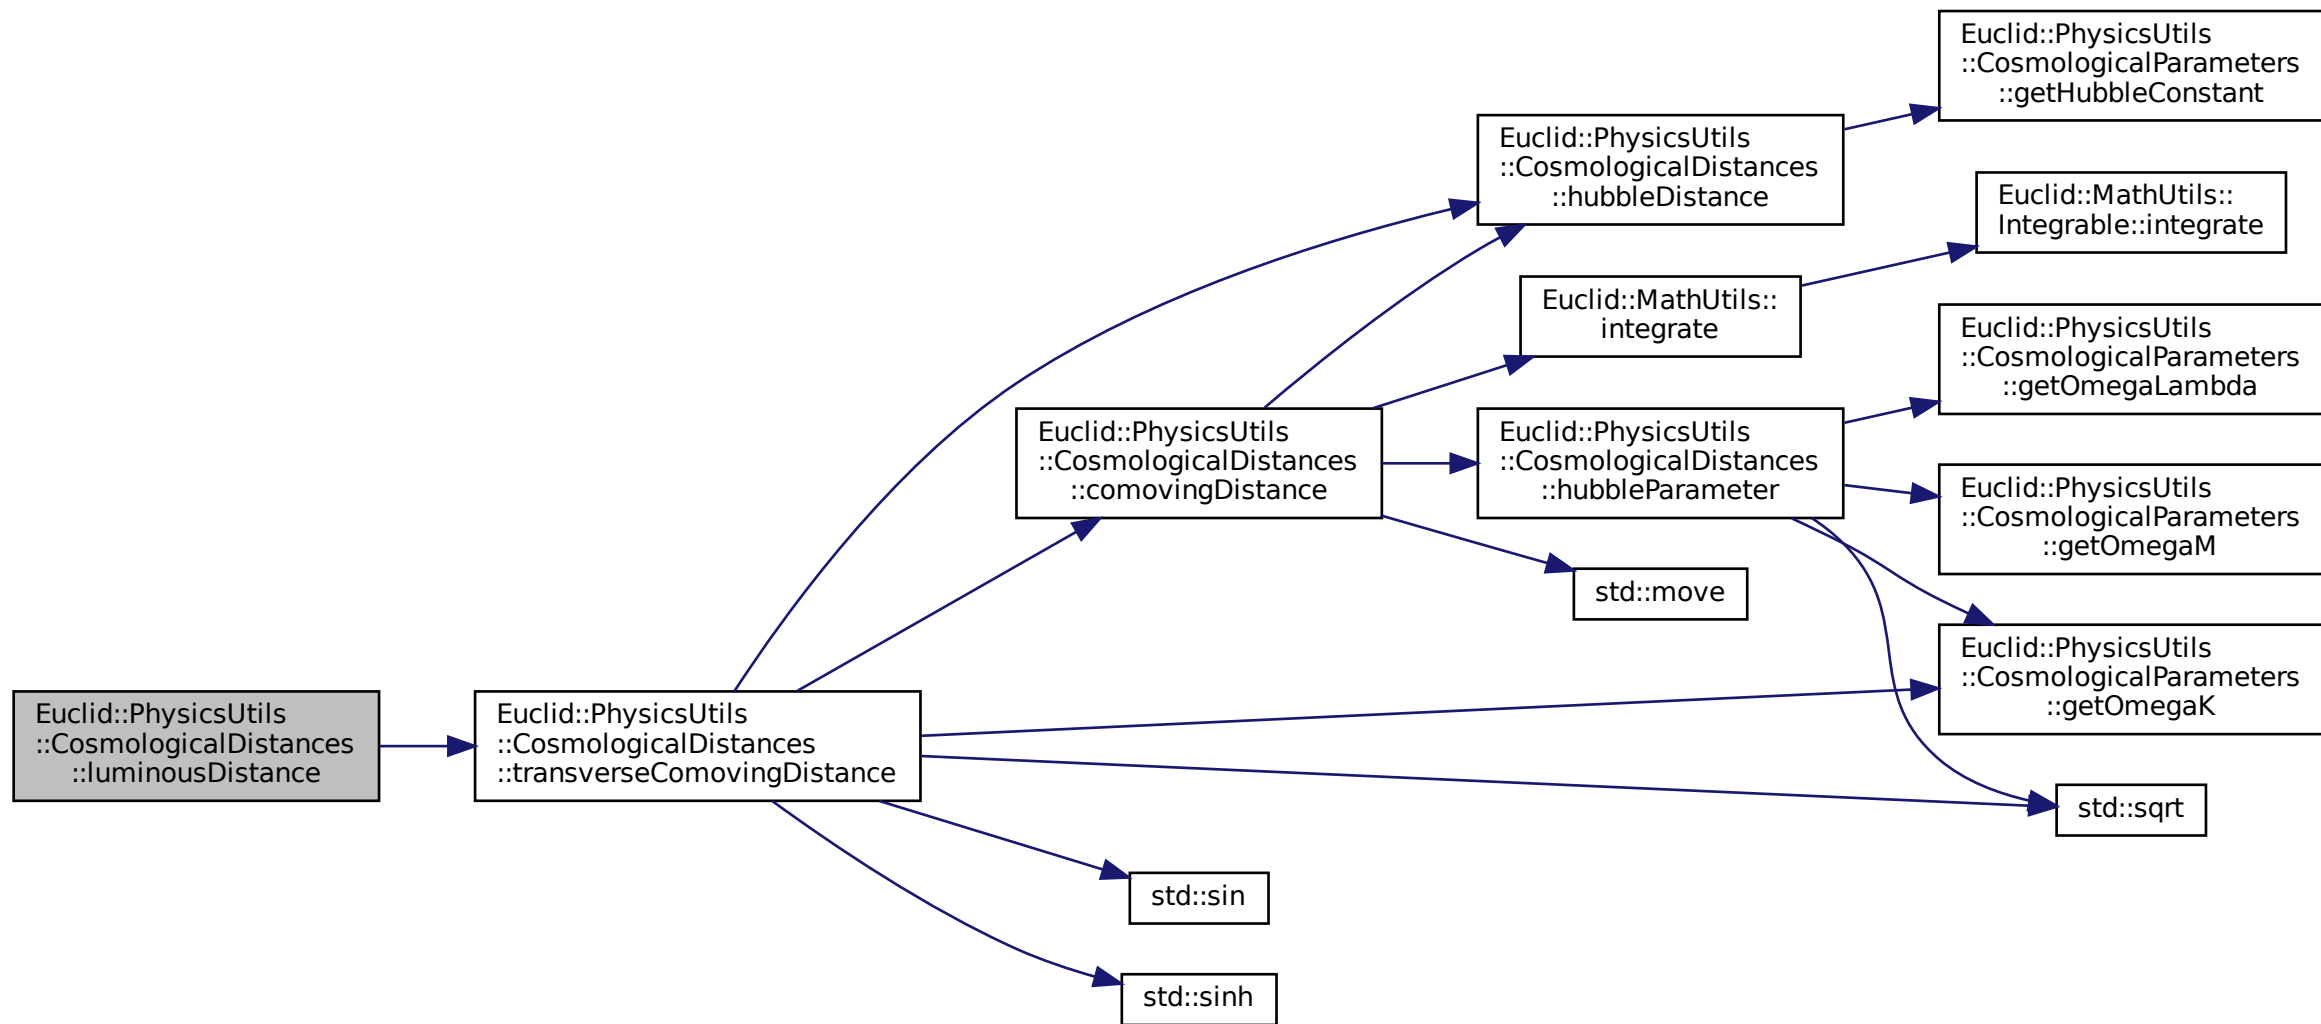 Euclid::PhysicsUtils
::CosmologicalDistances
::luminousDistance
Euclid::PhysicsUtils
::CosmologicalDistances
::transverseComovingDistance
Euclid::PhysicsUtils
::CosmologicalDistances
::comovingDistance
std::sin
std::sinh
Euclid::PhysicsUtils
::CosmologicalDistances
::hubbleDistance
Euclid::MathUtils::
integrate
Euclid::PhysicsUtils
::CosmologicalDistances
::hubbleParameter
std::move
Euclid::PhysicsUtils
::CosmologicalParameters
::getHubbleConstant
Euclid::MathUtils::
Integrable::integrate
Euclid::PhysicsUtils
::CosmologicalParameters
::getOmegaLambda
Euclid::PhysicsUtils
::CosmologicalParameters
::getOmegaM
Euclid::PhysicsUtils
::CosmologicalParameters
::getOmegaK
std::sqrt